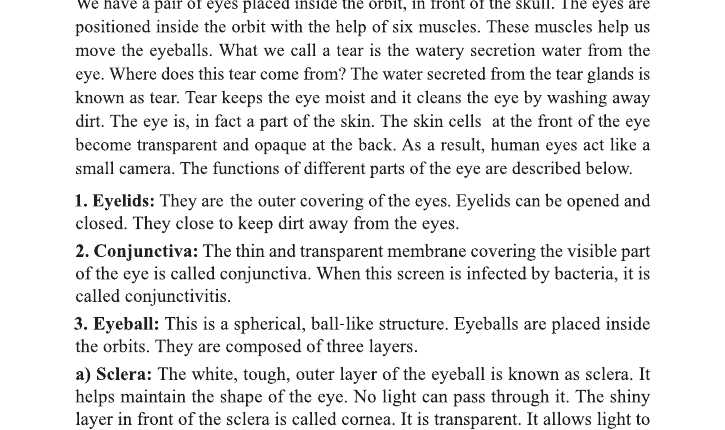 We have a pair of eyes placed inside the orbit, in front of the skull. The eyes are
positioned inside the orbit with the help of six muscles. These muscles help us
move the eyeballs. What we call a tear is the watery secretion water from the
eye. Where does this tear come from? The water secreted from the tear glands is
known as tear. Tear keeps the eye moist and it cleans the eye by washing away
dirt. The eye is, in fact a part of the skin. The skin cells at the front of the eye
become transparent and opaque at the back. As a result, human eyes act like a
small camera. The functions of different parts of the eye are described below.
1. Eyelids: They are the outer covering of the eyes. Eyelids can be opened and
closed. They close to keep dirt away from the eyes.
2. Conjunctiva: The thin and transparent membrane covering the visible part
of the eye is called conjunctiva. When this screen is infected by bacteria, it is
called conjunctivitis.
3. Eyeball: This is a spherical, ball-like structure. Eyeballs are placed inside
the orbits. They are composed of three layers.
a) Sclera: The white, tough, outer layer of the eyeball is known as sclera. It
helps maintain the shape of the eye. No light can pass through it. The shiny
layer in front of the sclera is called cornea. It is transparent. It allows light to